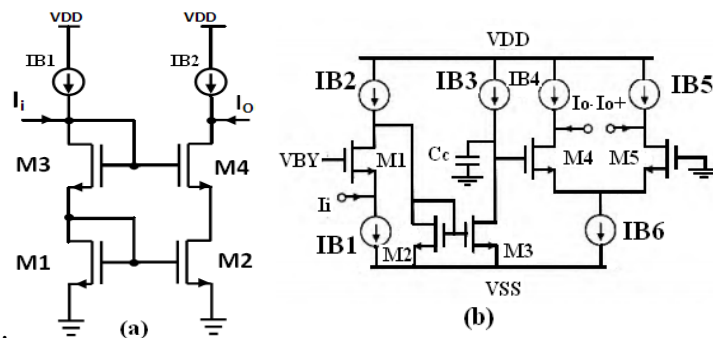 VDD VDD
IB1 IB2
Ii IO
M3 M4
M1 M2
(a)
VDD
IB2 IB3 IB4 IB5
Io- Io+
VBY M1 Cc M4 M5
Ii
IB1 M2 M3 IB6
VSS
(b)